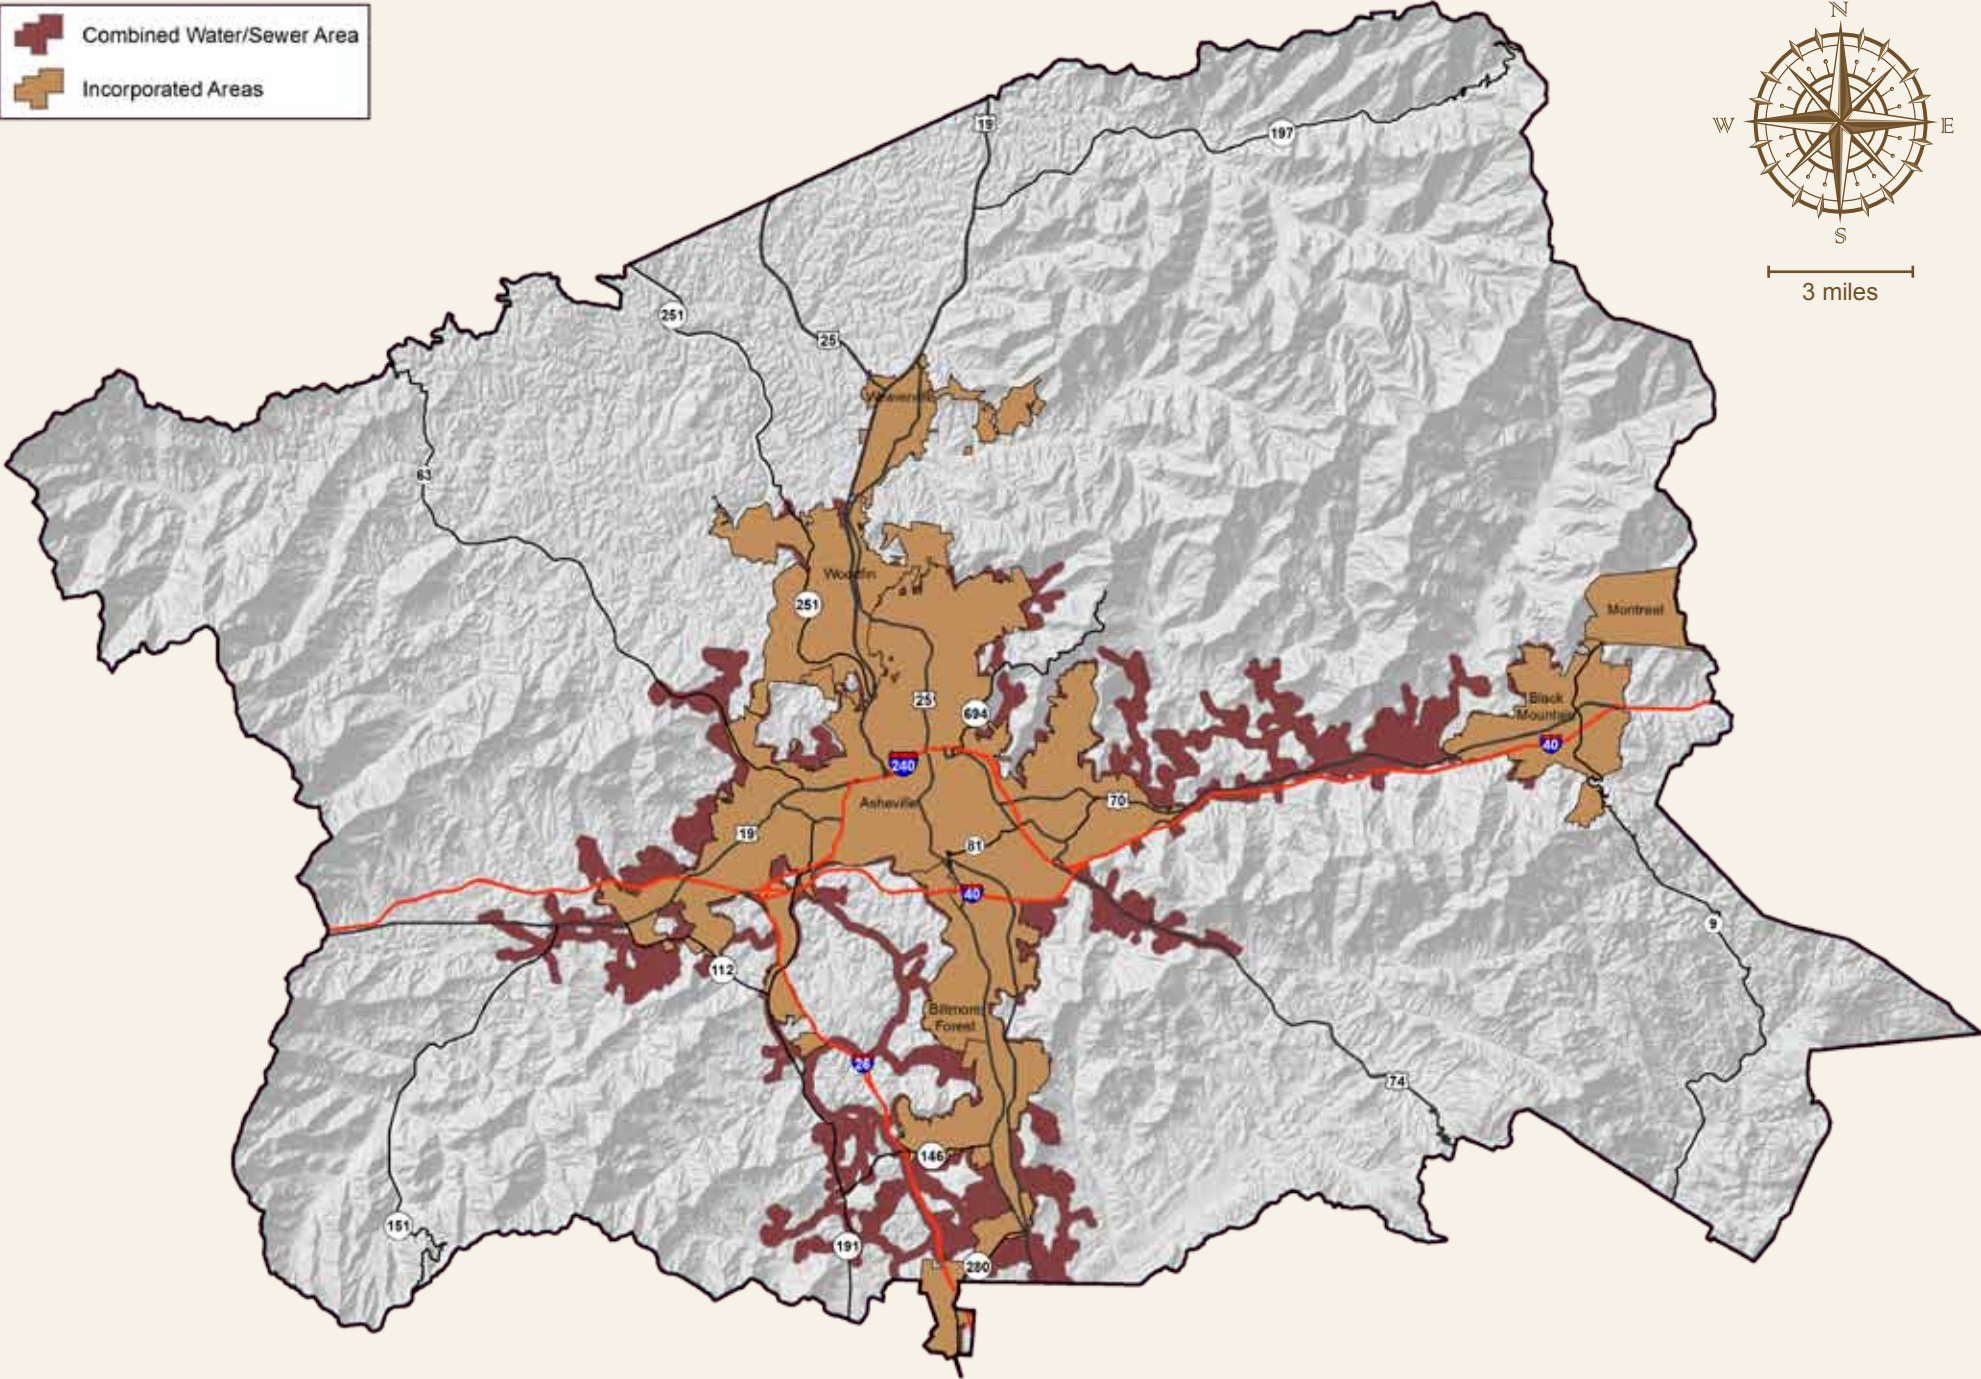 Combined Water/Sewer Area
Incorporated Areas
N
W
E
S
3 miles
19
197
251
25
Weaverville
63
Woodfin
251
Montreat
25
694
Black
Mountain
240
40
Asheville
70
19
81
40
9
112
Biltmore
Forest
26
74
146
151
191
280